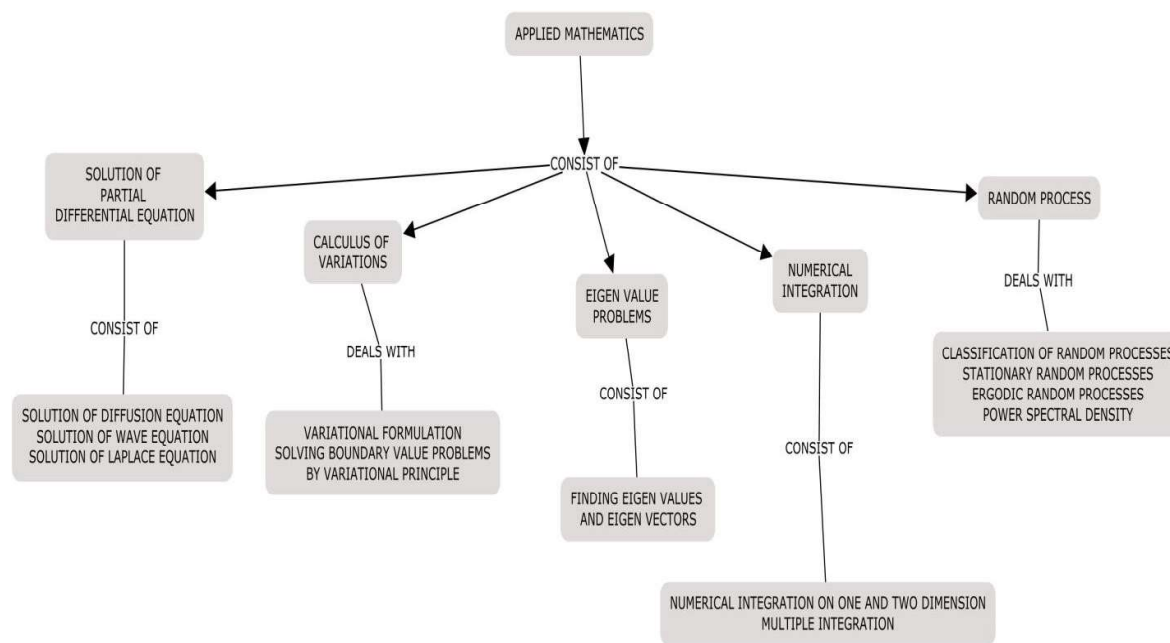 APPLIED MATHEMATICS
CONSIST OF
SOLUTION OF
PARTIAL
DIFFERENTIAL EQUATION
CALCULUS OF
VARIATIONS
EIGEN VALUE
PROBLEMS
NUMERICAL
INTEGRATION
RANDOM PROCESS
CONSIST OF
DEALS WITH
CONSIST OF
CONSIST OF
DEALS WITH
SOLUTION OF DIFFUSION EQUATION
SOLUTION OF WAVE EQUATION
SOLUTION OF LAPLACE EQUATION
VARIATIONAL FORMULATION
SOLVING BOUNDARY VALUE PROBLEMS
BY VARIATIONAL PRINCIPLE
FINDING EIGEN VALUES
AND EIGEN VECTORS
NUMERICAL INTEGRATION ON ONE AND TWO DIMENSION
MULTIPLE INTEGRATION
CLASSIFICATION OF RANDOM PROCESSES
STATIONARY RANDOM PROCESSES
ERGODIC RANDOM PROCESSES
POWER SPECTRAL DENSITY